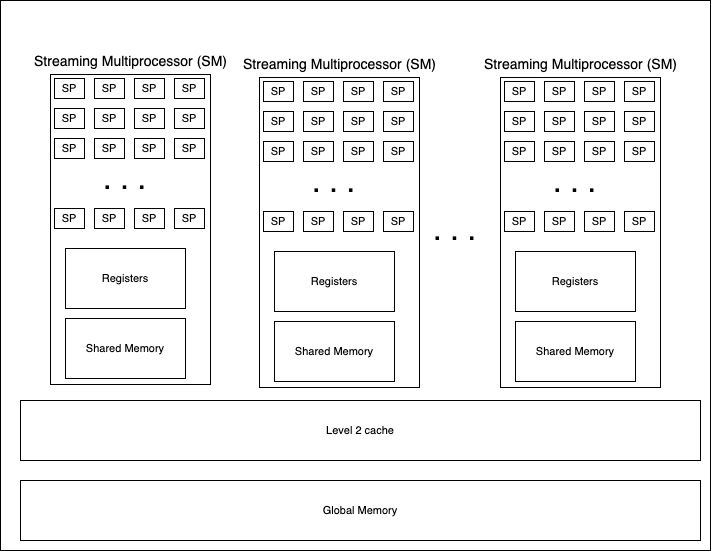 Streaming Multiprocessor (SM)
SP SP SP SP
SP SP SP SP
SP SP SP SP
. . .
SP SP SP SP
Registers
Shared Memory
Streaming Multiprocessor (SM)
SP SP SP SP
SP SP SP SP
SP SP SP SP
. . .
SP SP SP SP
Registers
Shared Memory
. . .
Streaming Multiprocessor (SM)
SP SP SP SP
SP SP SP SP
SP SP SP SP
. . .
SP SP SP SP
Registers
Shared Memory
Level 2 cache
Global Memory